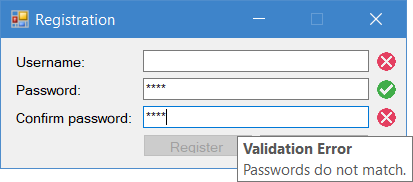 Registration
Username:
Password: ****
Confirm password: ****
Register
Validation Error
Passwords do not match.